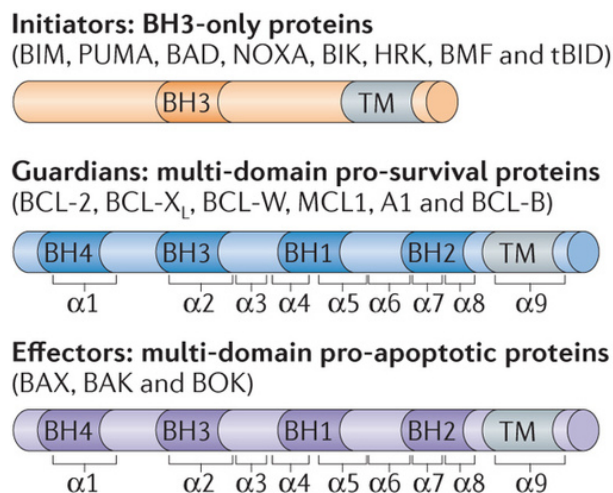 Initiators: BH3-only proteins
(BIM, PUMA, BAD, NOXA, BIK, HRK, BMF and tBID)
BH3 TM
Guardians: multi-domain pro-survival proteins
(BCL-2, BCL-X_L, BCL-W, MCL1, A1 and BCL-B)
BH4 BH3 BH1 BH2 TM
α1 α2 α3 α4 α5 α6 α7 α8 α9
Effectors: multi-domain pro-apoptotic proteins
(BAX, BAK and BOK)
BH4 BH3 BH1 BH2 TM
α1 α2 α3 α4 α5 α6 α7 α8 α9